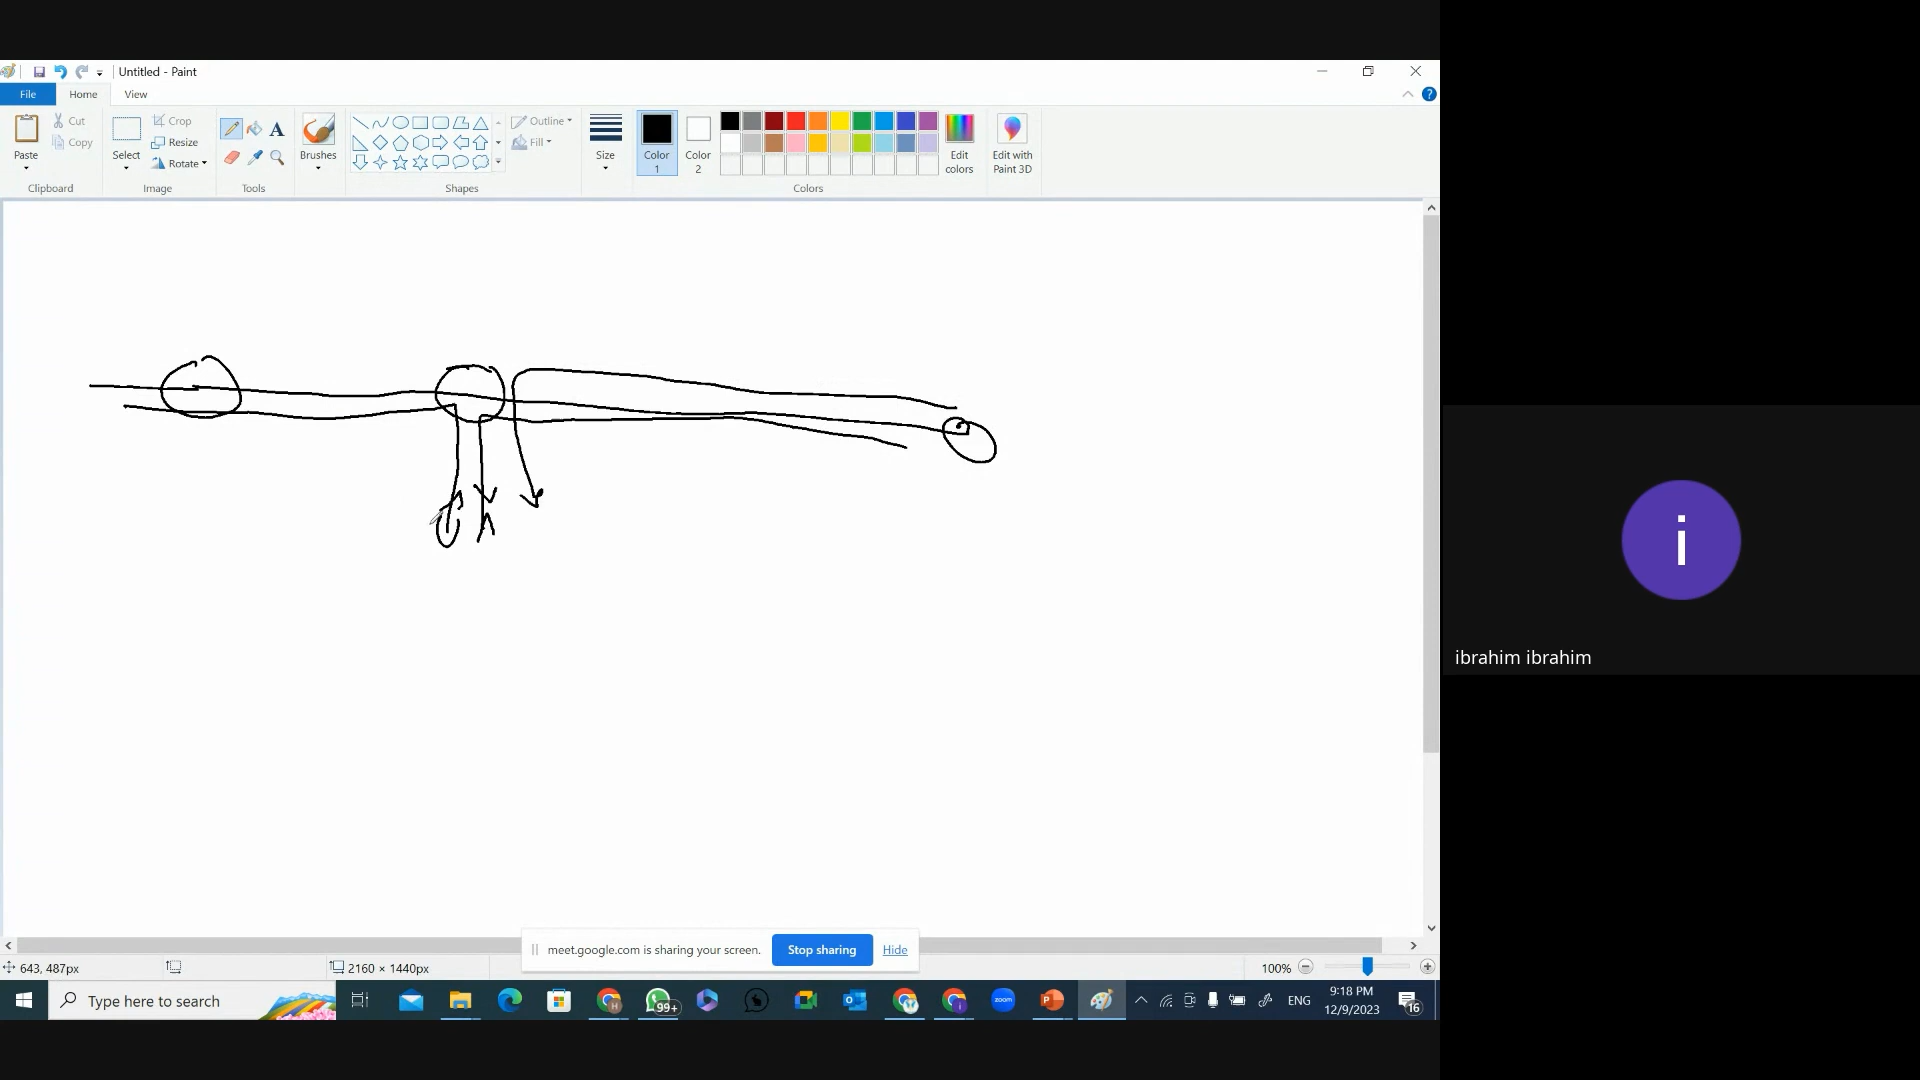 Untitled - Paint
File
Home
View
Paste
Cut
Copy
Clipboard
Select
Crop
Resize
Rotate
Image
A
Tools
Brushes
Shapes
Outline
Fill
Size
Color
1
Color
2
Edit
colors
Colors
Edit with
Paint 3D
?
i
ibrahim ibrahim
meet.google.com is sharing your screen.
Stop sharing
Hide
643, 487px
2160 × 1440px
100%
Type here to search
99+
zoom
ENG
9:18 PM
12/9/2023
16